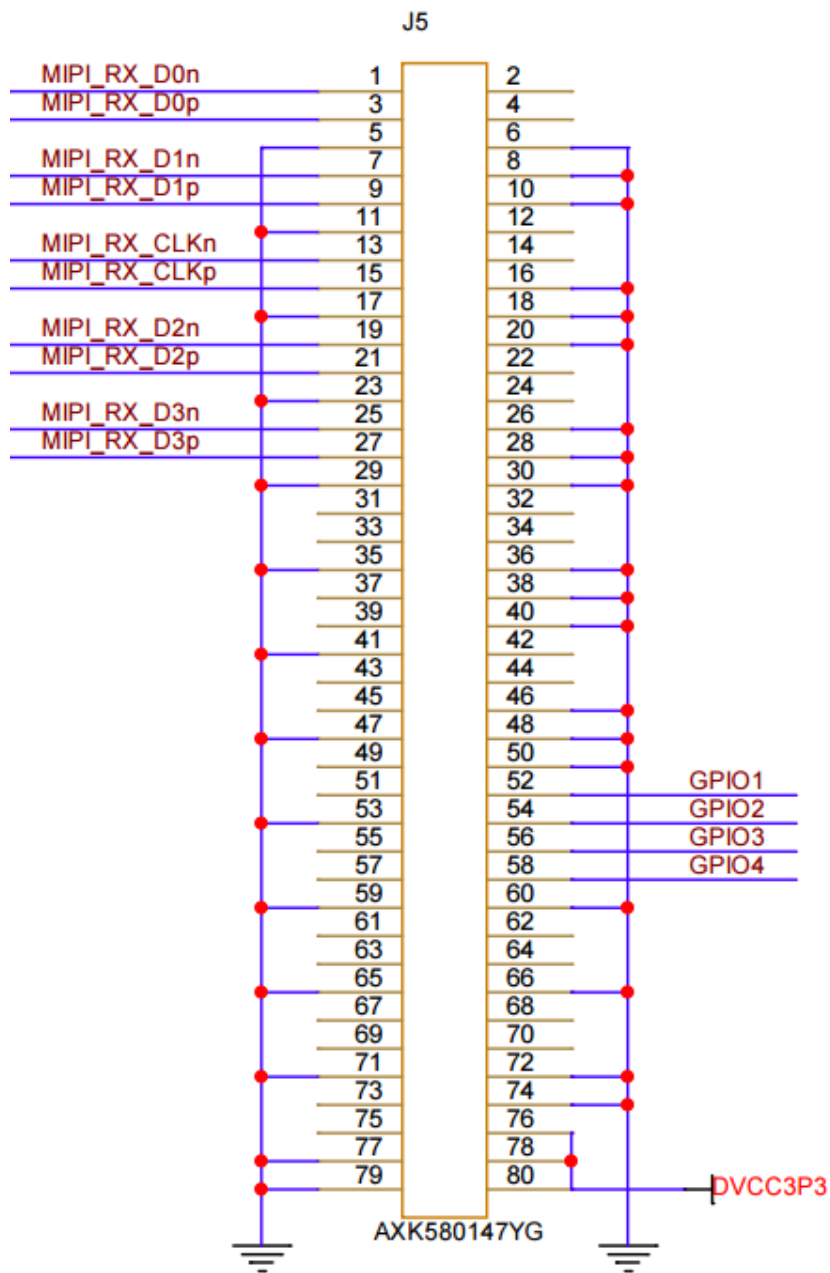 J5
MIPI_RX_D0n 1 2
MIPI_RX_D0p 3 4
5 6
MIPI_RX_D1n 7 8
MIPI_RX_D1p 9 10
11 12
MIPI_RX_CLKn 13 14
MIPI_RX_CLKp 15 16
17 18
MIPI_RX_D2n 19 20
MIPI_RX_D2p 21 22
23 24
MIPI_RX_D3n 25 26
MIPI_RX_D3p 27 28
29 30
31 32
33 34
35 36
37 38
39 40
41 42
43 44
45 46
47 48
49 50
51 52 GPIO1
53 54 GPIO2
55 56 GPIO3
57 58 GPIO4
59 60
61 62
63 64
65 66
67 68
69 70
71 72
73 74
75 76
77 78
79 80 DVCC3P3
AXK580147YG